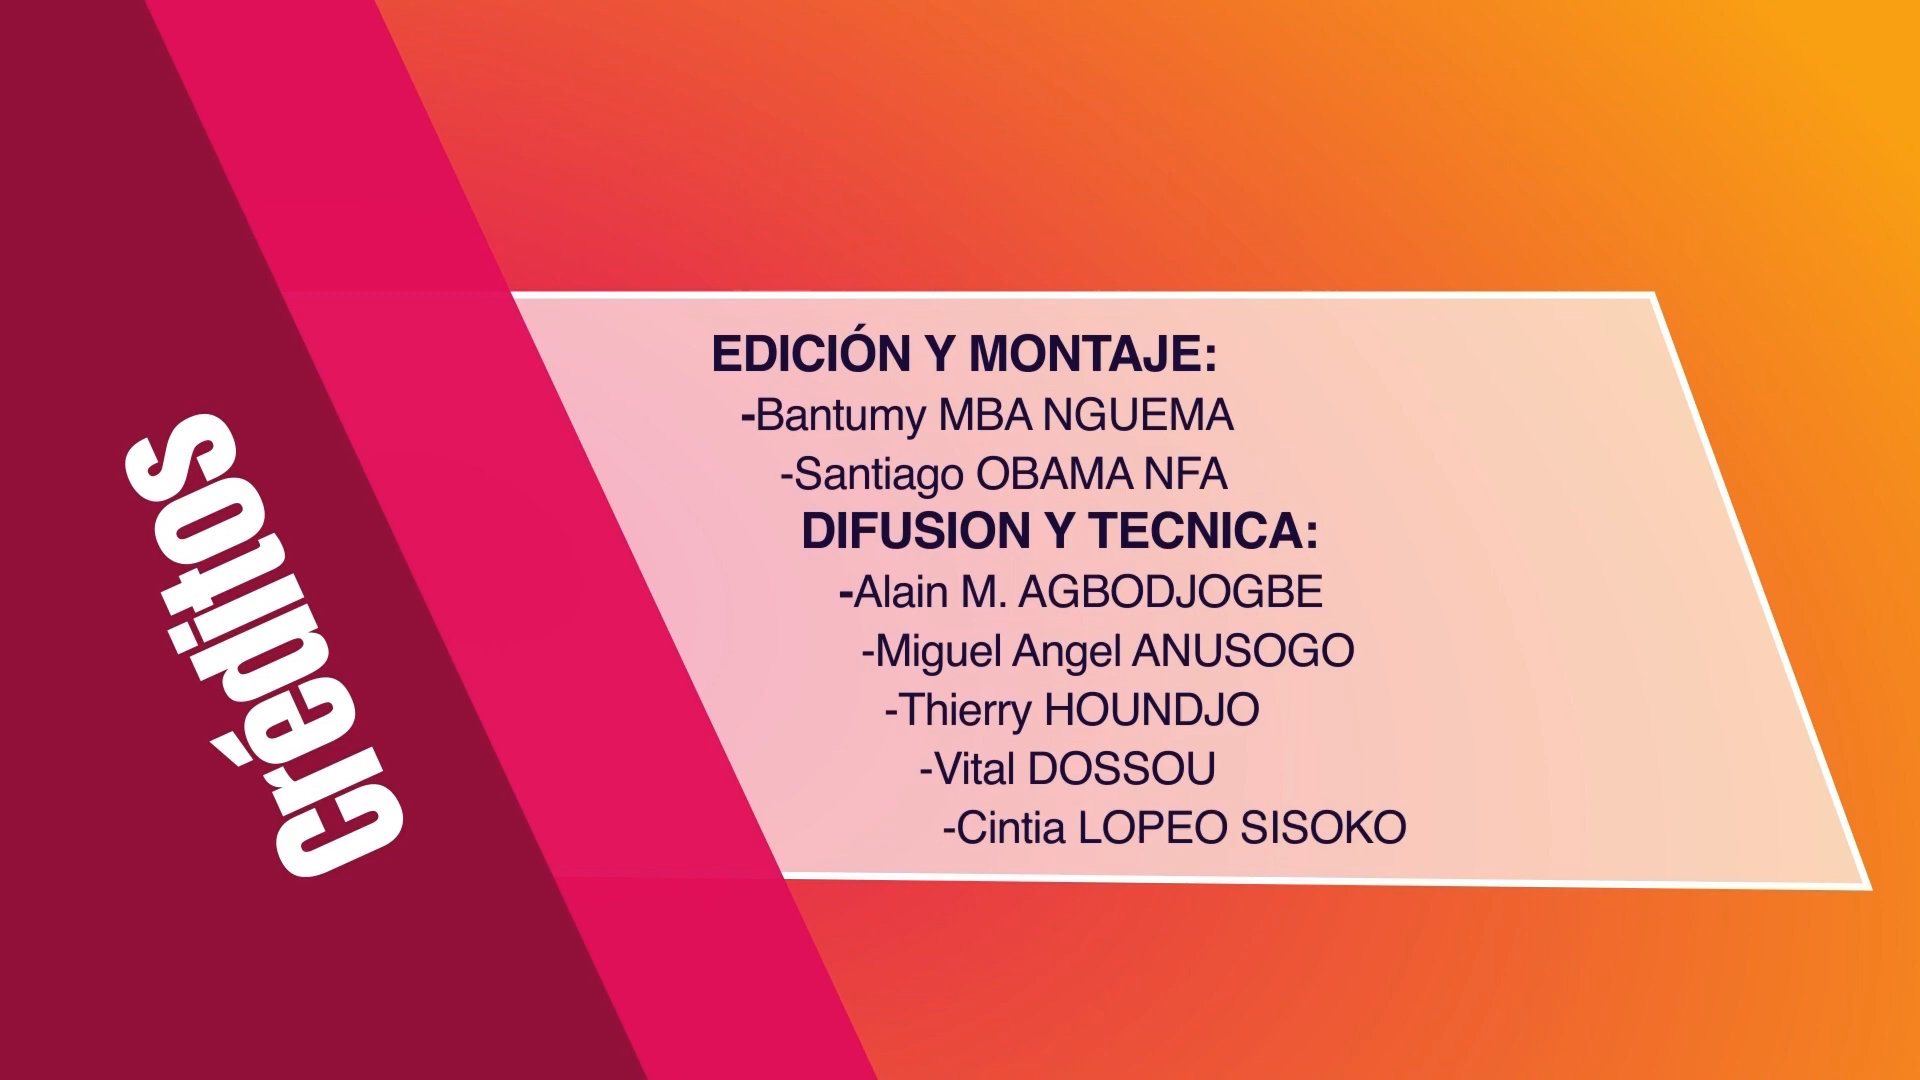 créditos
EDICIÓN Y MONTAJE:
-Bantumy MBA NGUEMA
-Santiago OBAMA NFA
DIFUSION Y TECNICA:
-Alain M. AGBODJOGBE
-Miguel Angel ANUSOGO
-Thierry HOUNDJO
-Vital DOSSOU
-Cintia LOPEO SISOKO